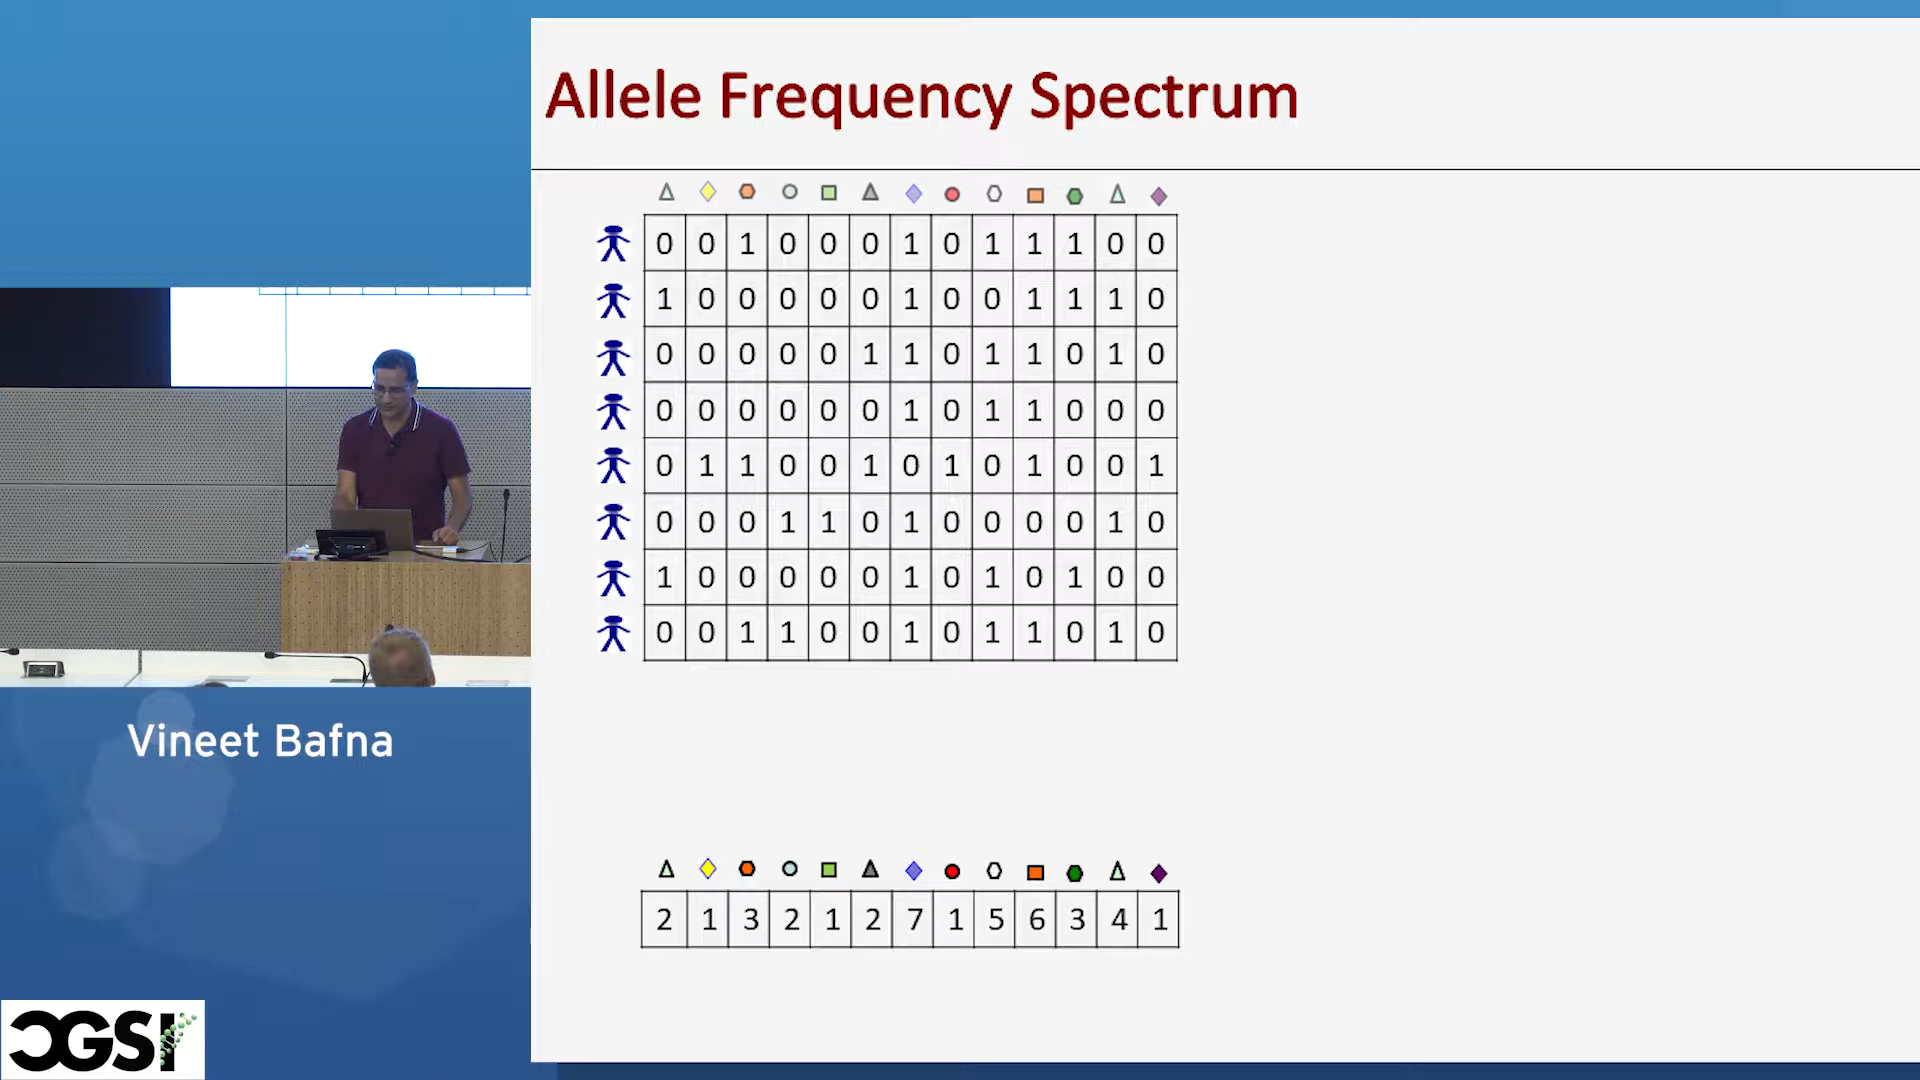 Allele Frequency Spectrum
0 0 1 0 0 0 1 0 1 1 1 0 0
1 0 0 0 0 0 1 0 0 1 1 1 0
0 0 0 0 0 1 1 0 1 1 0 1 0
0 0 0 0 0 0 1 0 1 1 0 0 0
0 1 1 0 0 1 0 1 0 1 0 0 1
0 0 0 1 1 0 1 0 0 0 0 1 0
1 0 0 0 0 0 1 0 1 0 1 0 0
0 0 1 1 0 0 1 0 1 1 0 1 0
2 1 3 2 1 2 7 1 5 6 3 4 1
Vineet Bafna
CGSI